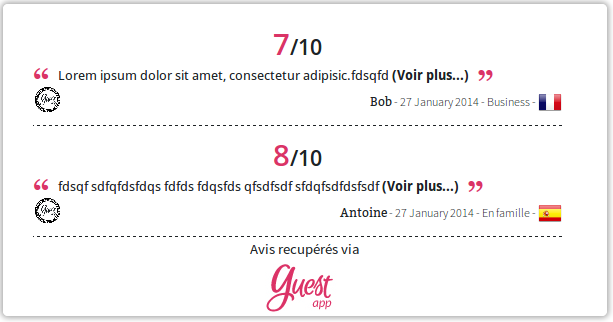 7/10
“ Lorem ipsum dolor sit amet, consectetur adipisic.fdsqfd (Voir plus...) ”
Bob - 27 January 2014 - Business -
8/10
“ fdsqf sdfqfdsfdqs fdfds fdqsfds qfsdfsdf sfdqfsdfdsfsdf (Voir plus...) ”
Antoine - 27 January 2014 - En famille -
Avis recupérés via
Guest
app